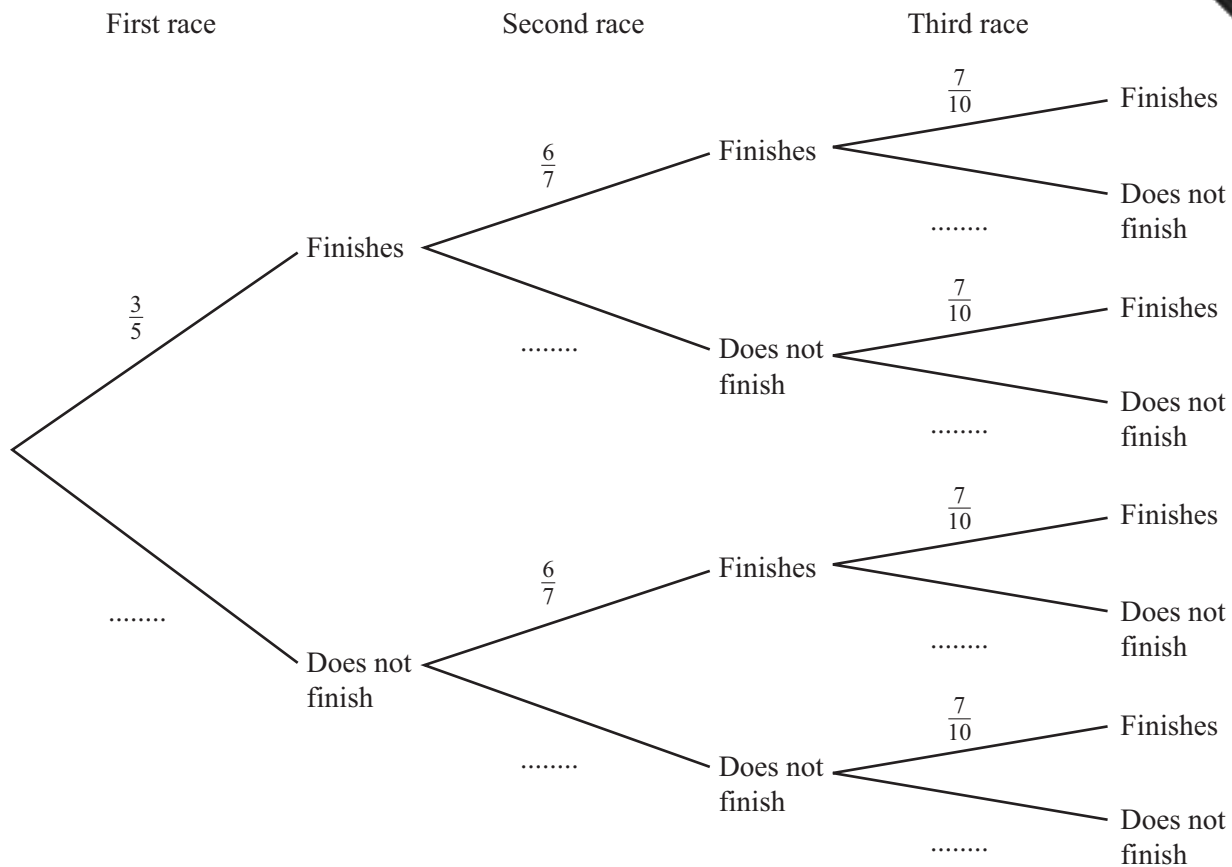 First race Second race Third race
7/10
Finishes
6/7
Finishes
Does not
finish
........
Finishes
7/10
Finishes
3/5
........
Does not
finish
Does not
finish
........
7/10
Finishes
6/7
Finishes
........
Does not
finish
........
Does not
finish
7/10
Finishes
........
Does not
finish
Does not
finish
........